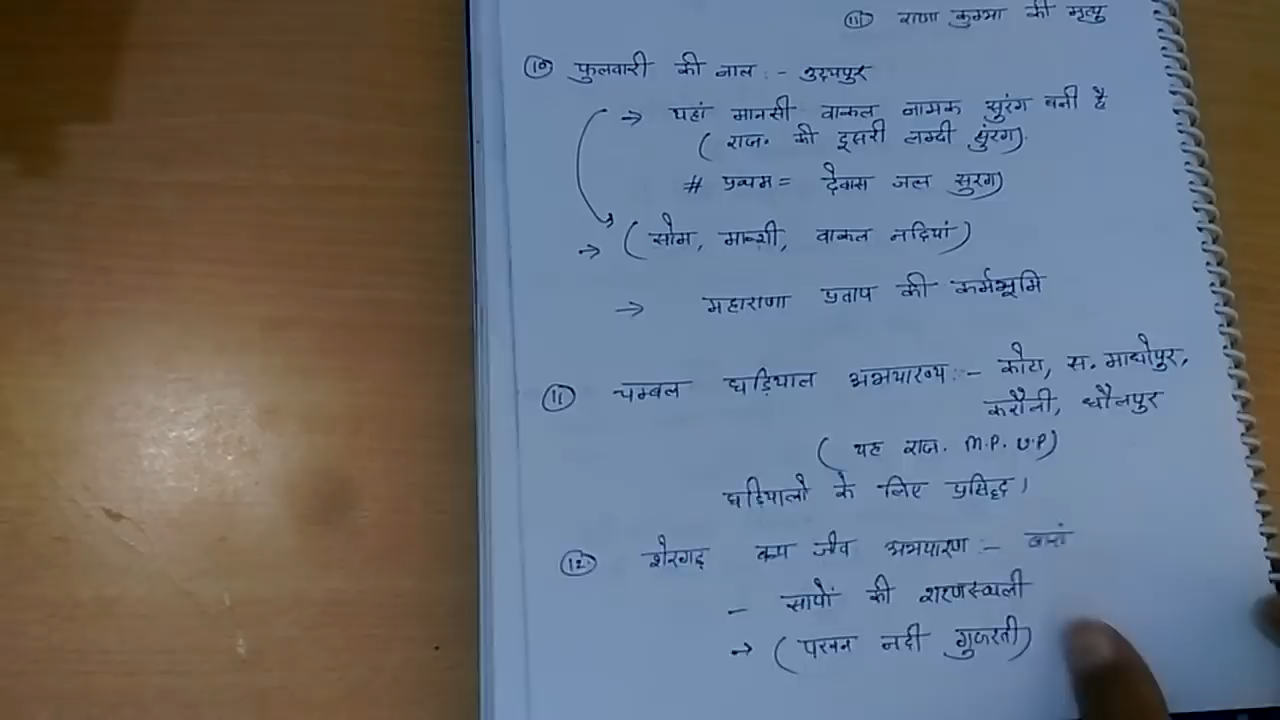 (11) राणा कुम्भा की मृत्यु
(10) फुलवारी की नाल :- उदयपुर
→ यहां मानसी वाकल नामक सुरंग बनी है
( राज. की दुसरी लम्बी सुंरग)
# प्रथम = देवास जल सुरंग)
→ (सोम, मान्शी, वाकल नदियां)
→ महाराणा प्रताप की कर्मभूमि
(11) चम्बल घड़ियाल अभयारण्य :- कोटा, स. माधोपुर,
करौली, धौलपुर
( यह राज. M.P. U.P)
घड़ियालो के लिए प्रसिद्ध।
(12) शेरगढ़ वन्य जीव अभयारण :- बारां
- सापों की शरणस्थली
→ (परवन नदी गुजरती)